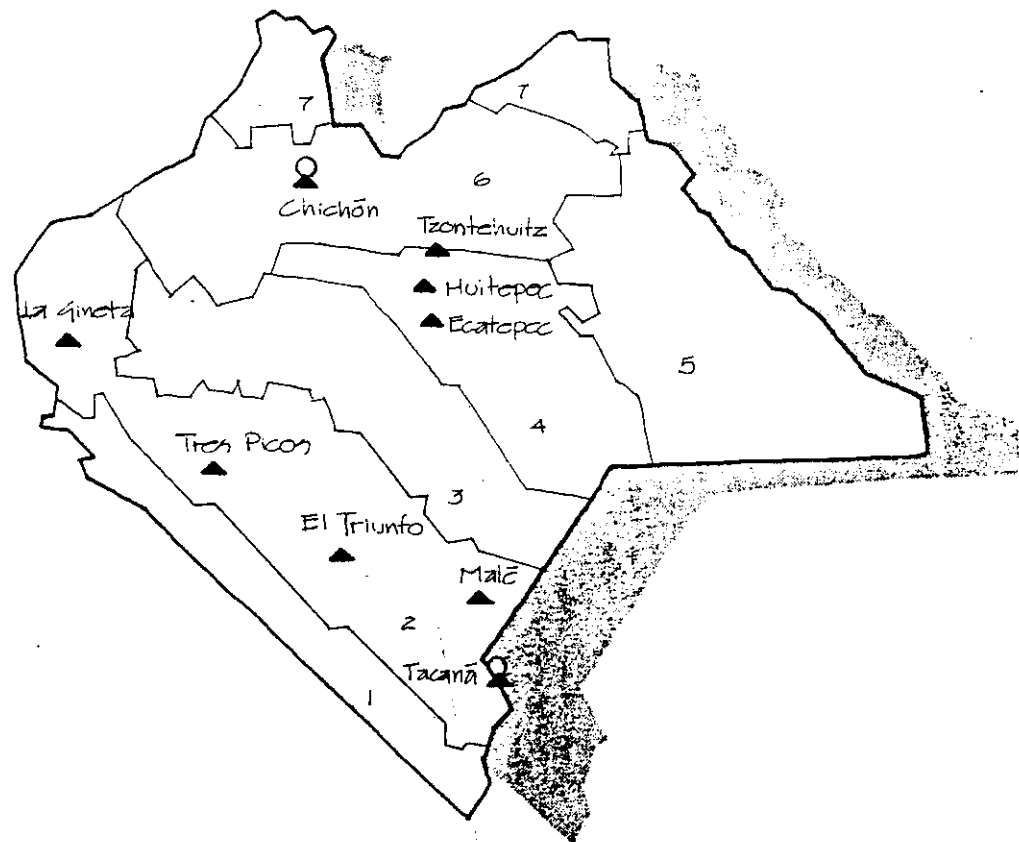 7
7
6
Chichón
Tzontehuitz
Huitepec
Ecatepec
La Gineta
5
4
Tres Picos
3
El Triunfo
Malé
2
Tacaná
1